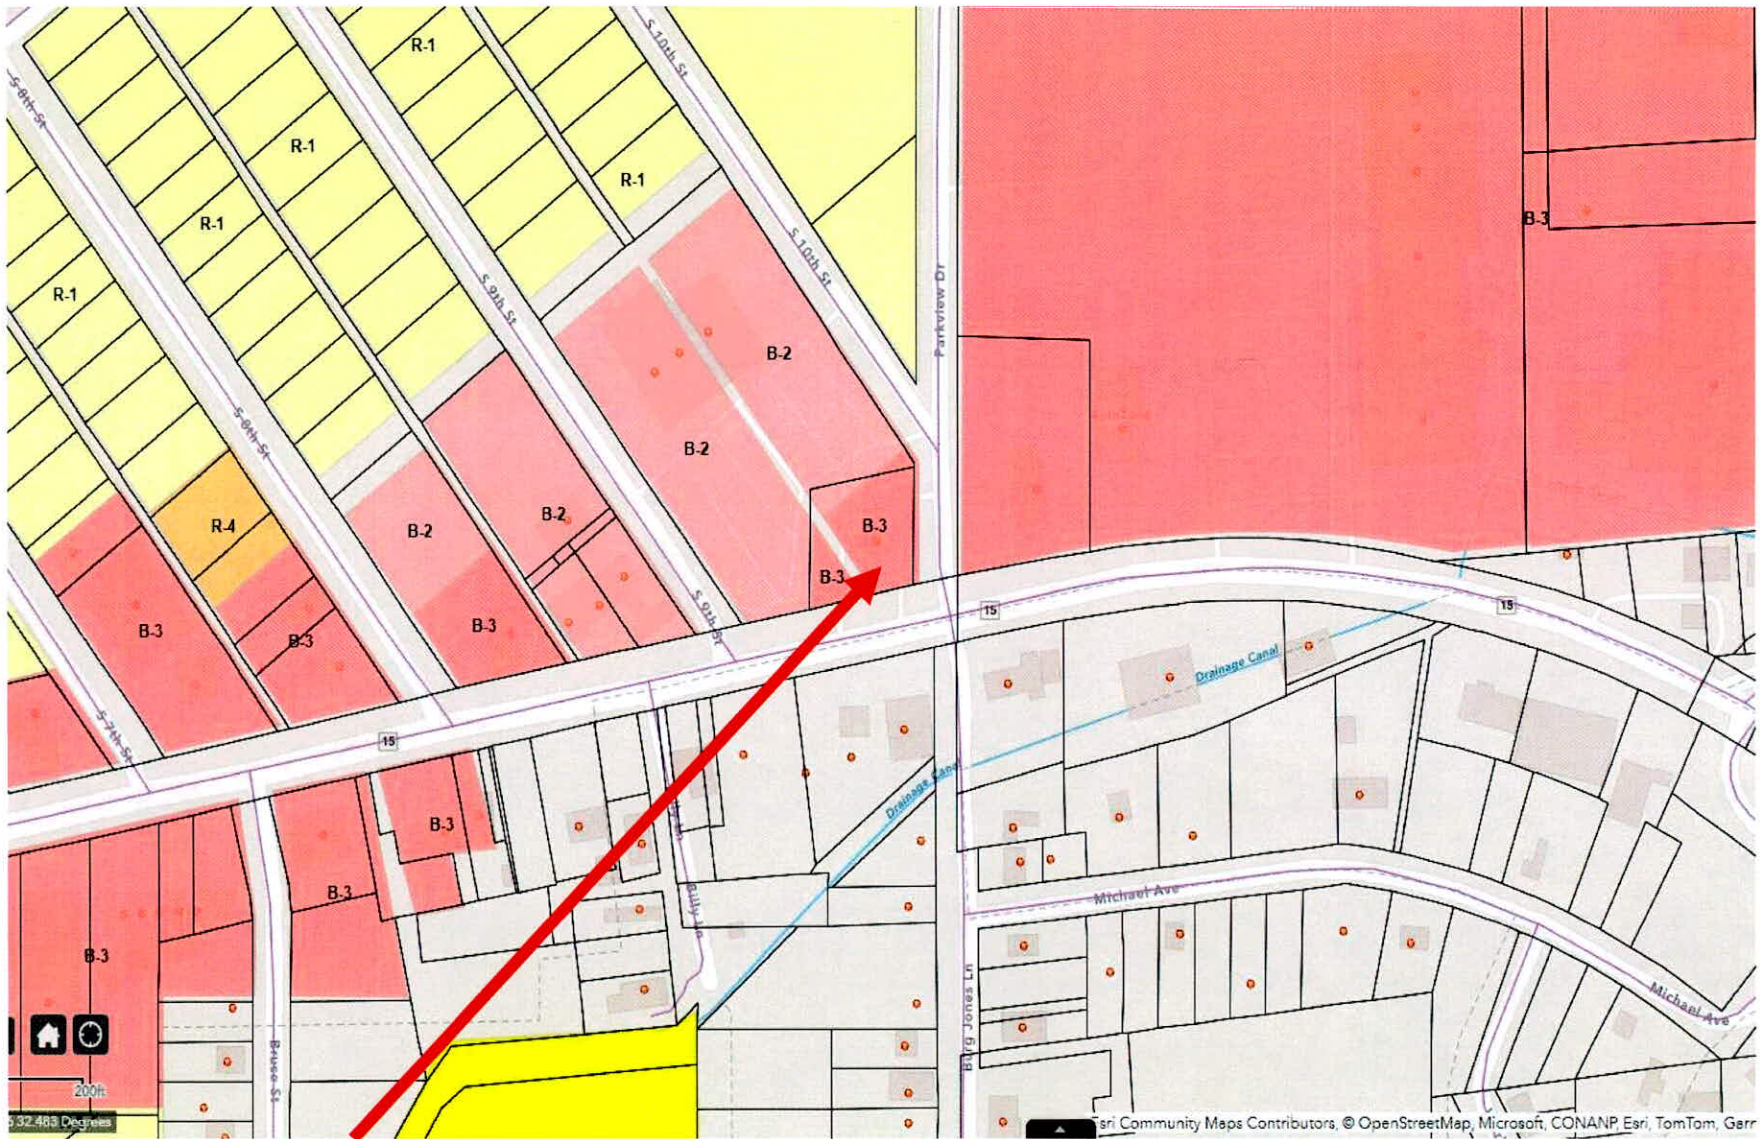 S 10th St
R-1
S 8th St
R-1
R-1
R-1
B-3
R-1
S 10th St
S 9th St
Parkview Dr
B-2
S 8th St
B-2
R-4
B-2
B-2
B-3
B-3
15
15
B-3
B-3
B-3
S 9th St
Drainage Canal
S 7th St
15
Drainage Canal
B-3
B-3
Michael Ave
Billy Ln
B-3
Michael Ave
Burg Jones Ln
Bruse St
200ft
32.483 Degrees
Esri Community Maps Contributors, © OpenStreetMap, Microsoft, CONANP, Esri, TomTom, Garr